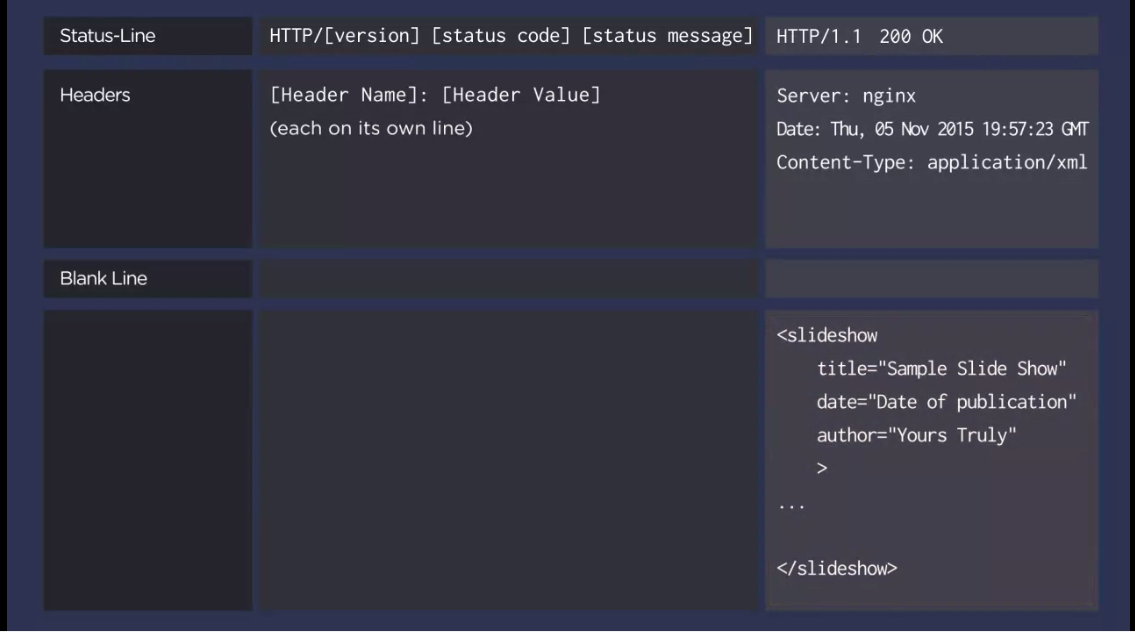 Status-Line
HTTP/[version] [status code] [status message]
HTTP/1.1 200 OK
Headers
[Header Name]: [Header Value]
(each on its own line)
Server: nginx
Date: Thu, 05 Nov 2015 19:57:23 GMT
Content-Type: application/xml
Blank Line
<slideshow
title="Sample Slide Show"
date="Date of publication"
author="Yours Truly"
>
...
</slideshow>